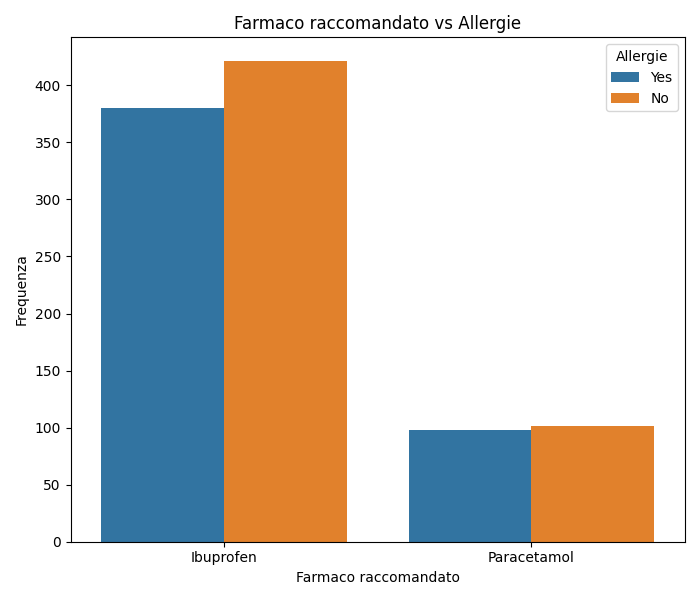 Farmaco raccomandato vs Allergie
Allergie
Yes
No
Frequenza
400
350
300
250
200
150
100
50
0
Ibuprofen
Paracetamol
Farmaco raccomandato